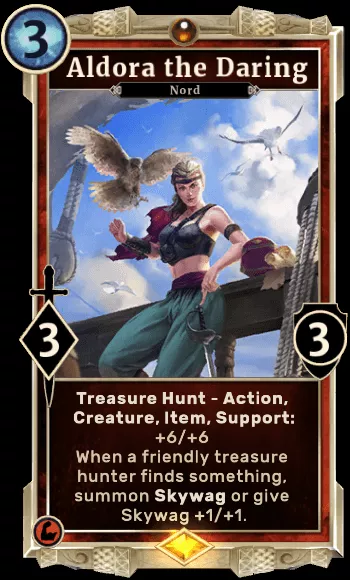 3
Aldora the Daring
Nord
3
3
Treasure Hunt - Action,
Creature, Item, Support:
+6/+6
When a friendly treasure
hunter finds something,
summon Skywag or give
Skywag +1/+1.